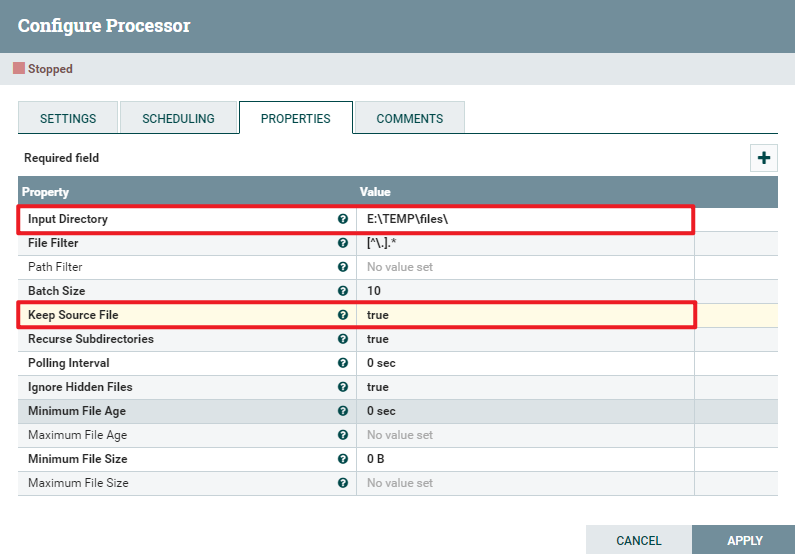 Configure Processor
Stopped
SETTINGS SCHEDULING PROPERTIES COMMENTS
Required field
Property Value
Input Directory E:\TEMP\files\
File Filter [^\.].*
Path Filter No value set
Batch Size 10
Keep Source File true
Recurse Subdirectories true
Polling Interval 0 sec
Ignore Hidden Files true
Minimum File Age 0 sec
Maximum File Age No value set
Minimum File Size 0 B
Maximum File Size No value set
CANCEL APPLY